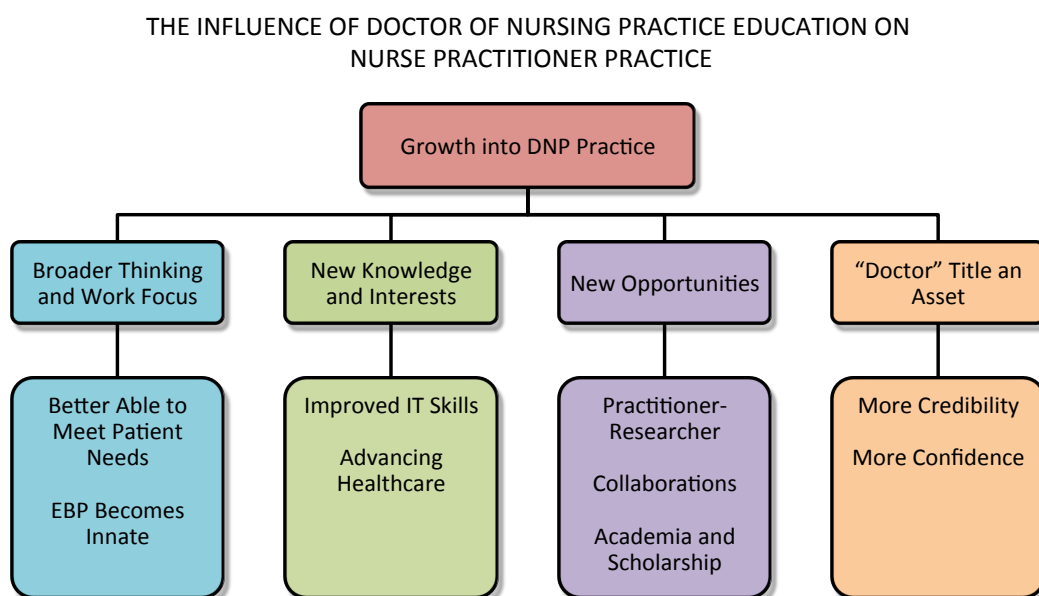 THE INFLUENCE OF DOCTOR OF NURSING PRACTICE EDUCATION ON
NURSE PRACTITIONER PRACTICE
Growth into DNP Practice
Broader Thinking
and Work Focus
New Knowledge
and Interests
New Opportunities
“Doctor” Title an
Asset
Better Able to
Meet Patient
Needs
EBP Becomes
Innate
Improved IT Skills
Advancing
Healthcare
Practitioner-
Researcher
Collaborations
Academia and
Scholarship
More Credibility
More Confidence